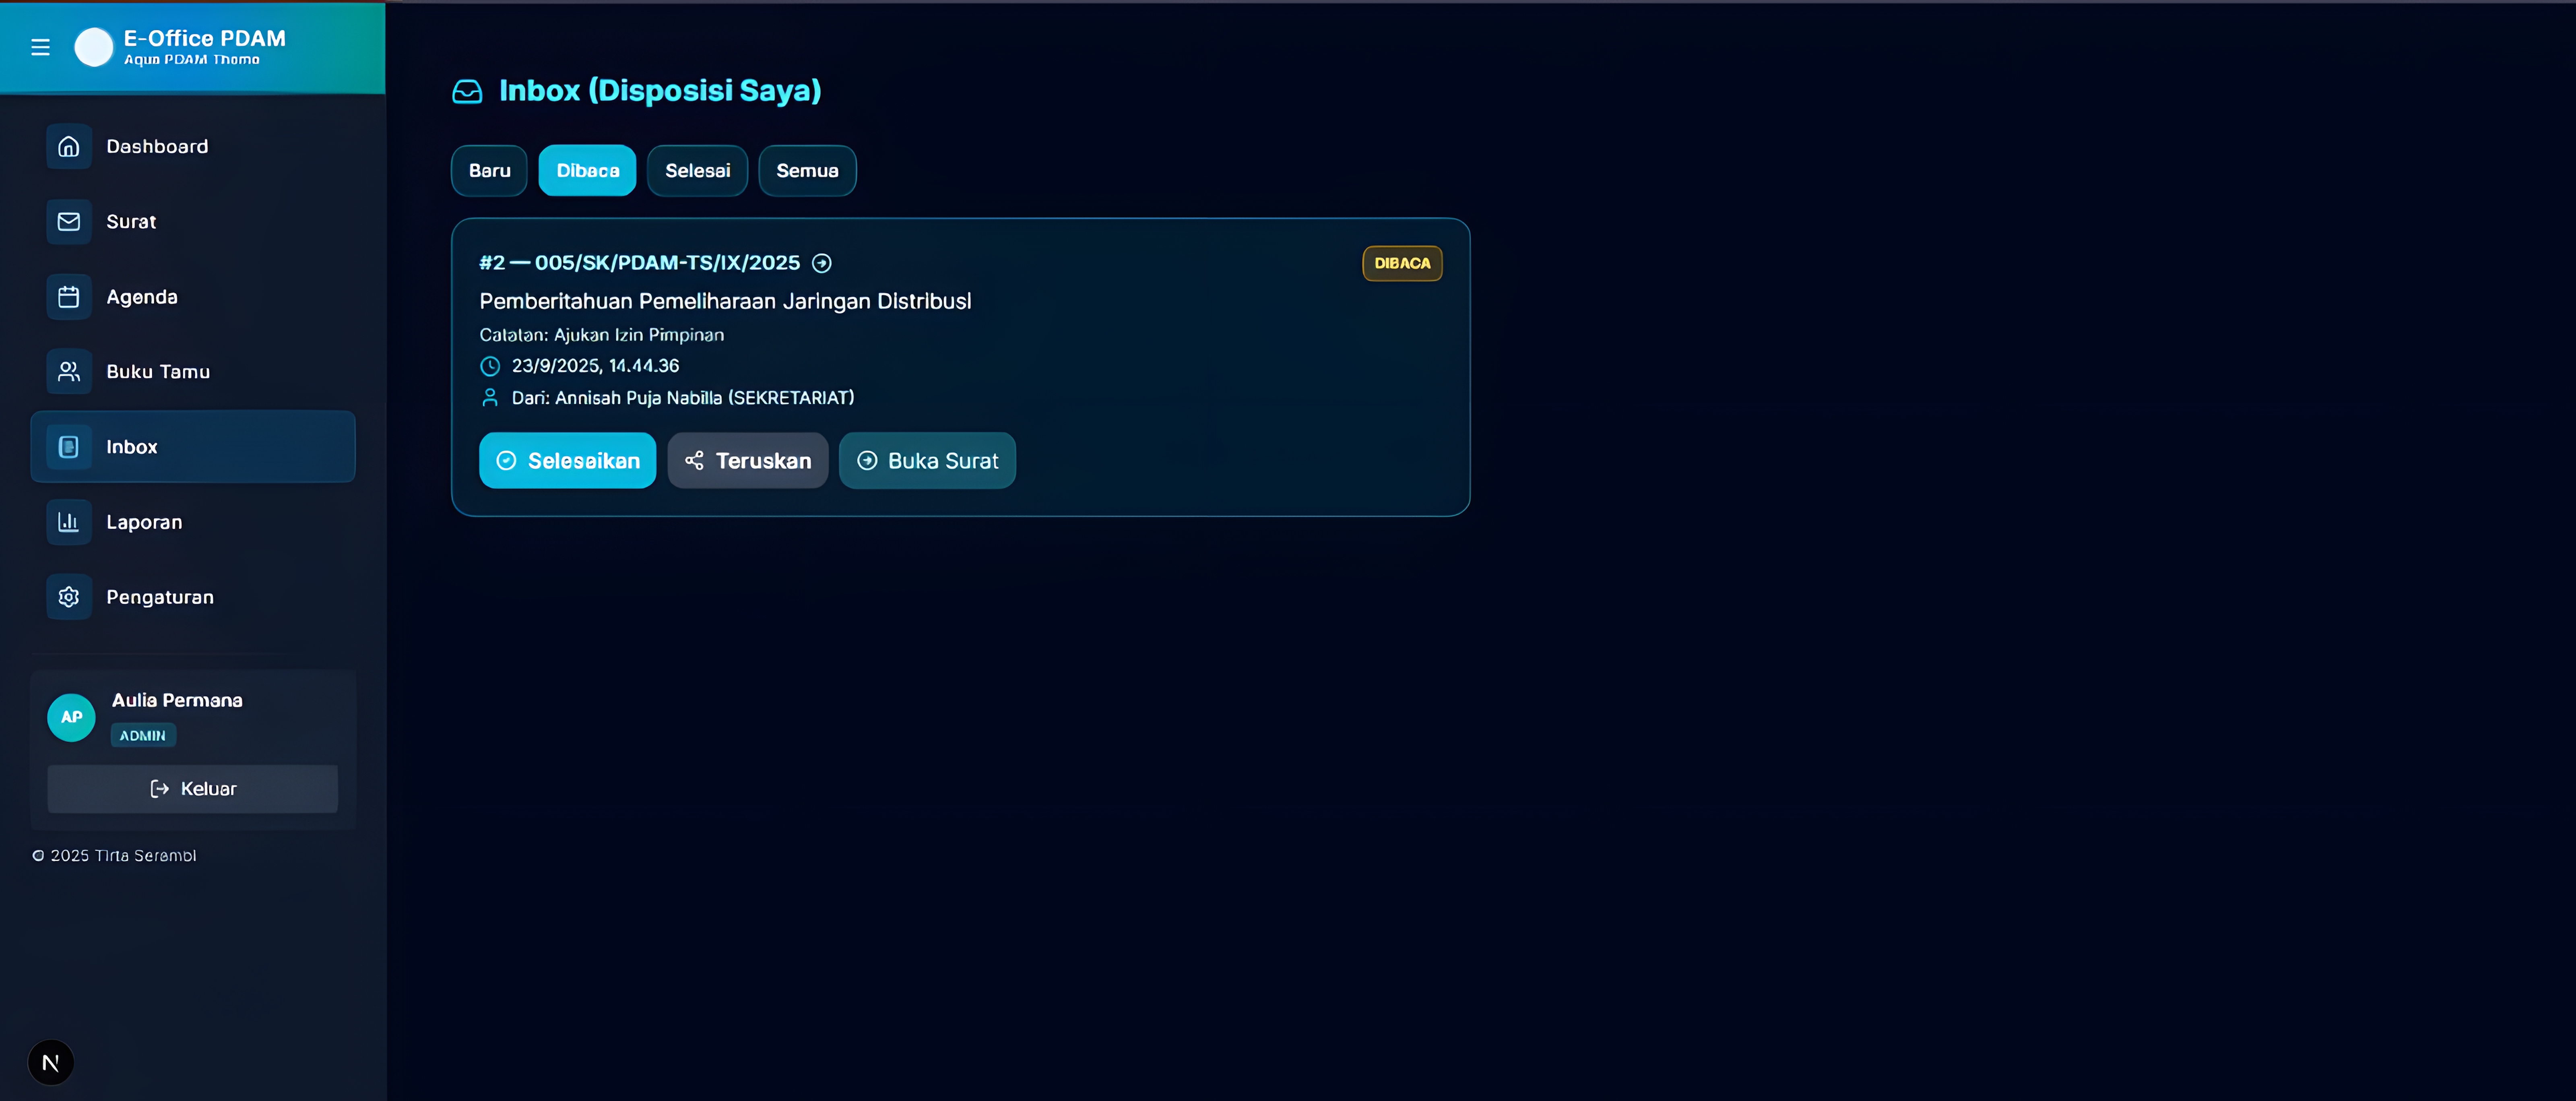 E-Office PDAM
Aqua PDAM Thomo
Dashboard
Surat
Agenda
Buku Tamu
Inbox
Laporan
Pengaturan
AP
Aulia Permana
ADMIN
Keluar
© 2025 Tirta Serambi
N
Inbox (Disposisi Saya)
Baru
Dibaca
Selesai
Semua
#2 — 005/SK/PDAM-TS/IX/2025
DIBACA
Pemberitahuan Pemeliharaan Jaringan Distribusi
Catatan: Ajukan Izin Pimpinan
23/9/2025, 14.44.36
Dari: Annisah Puja Nabilla (SEKRETARIAT)
Selesaikan
Teruskan
Buka Surat